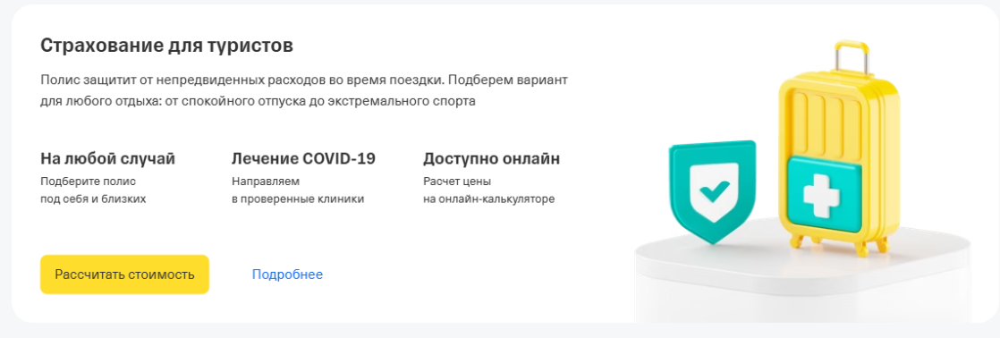 Страхование для туристов
Полис защитит от непредвиденных расходов во время поездки. Подберем вариант
для любого отдыха: от спокойного отпуска до экстремального спорта
На любой случай
Подберите полис
под себя и близких
Лечение COVID-19
Направляем
в проверенные клиники
Доступно онлайн
Расчет цены
на онлайн-калькуляторе
Рассчитать стоимость
Подробнее